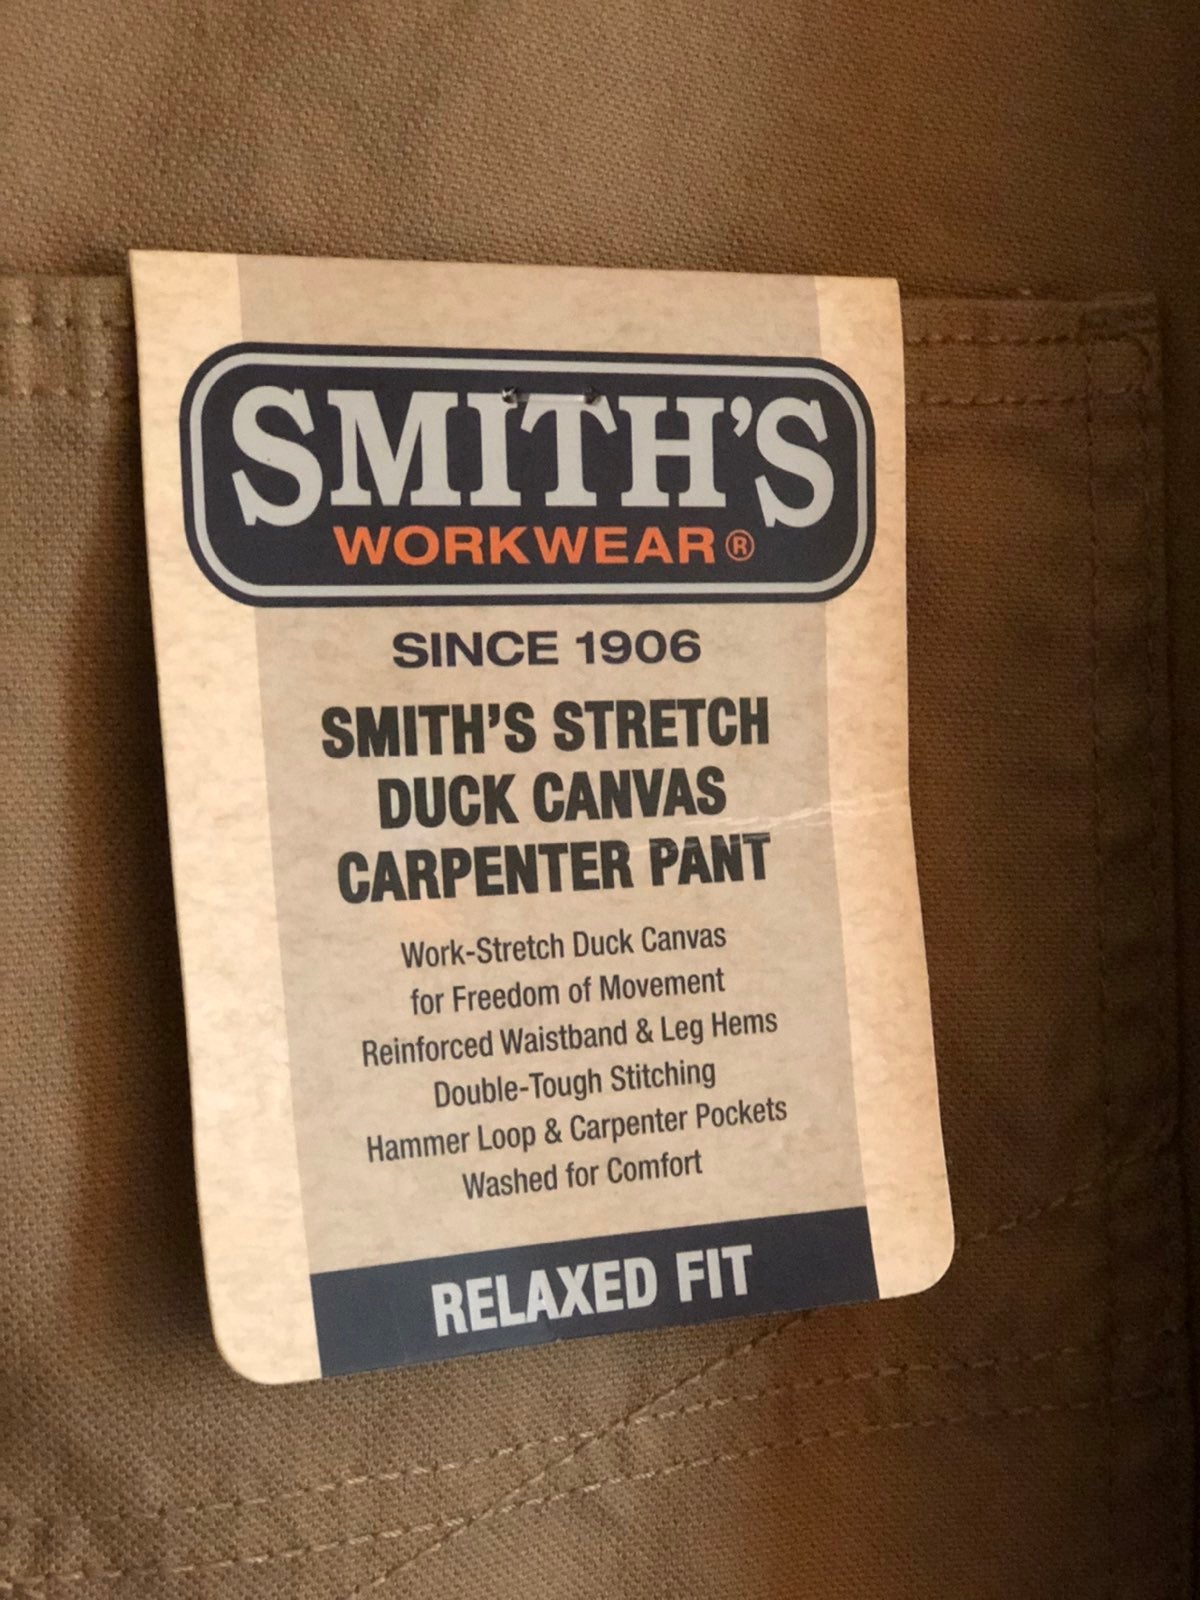 SMITH'S
WORKWEAR®
SINCE 1906
SMITH'S STRETCH
DUCK CANVAS
CARPENTER PANT
Work-Stretch Duck Canvas
for Freedom of Movement
Reinforced Waistband & Leg Hems
Double-Tough Stitching
Hammer Loop & Carpenter Pockets
Washed for Comfort
RELAXED FIT